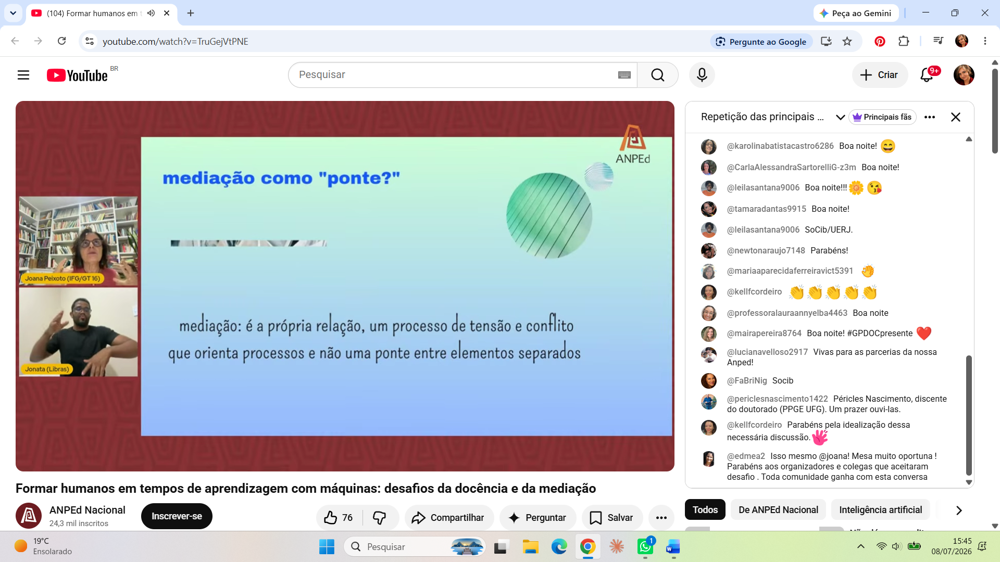 (104) Formar humanos em t
Peça ao Gemini
youtube.com/watch?v=TruGejVtPNE
Pergunte ao Google
YouTube BR
Pesquisar
Criar
9+
ANPEd
mediação como "ponte?"
Joana Peixoto (IFG/GT 16)
Jonata (Libras)
mediação: é a própria relação, um processo de tensão e conflito
que orienta processos e não uma ponte entre elementos separados
Repetição das principais ...
Principais fãs
@karolinabatistacastro6286 Boa noite! 😄
@CarlaAlessandraSartorelliG-z3m Boa noite!
@leilasantana9006 Boa noite!!!🌼😘
@tamaradantas9915 Boa noite!
@leilasantana9006 SoCib/UERJ.
@newtonaraujo7148 Parabéns!
@mariaaparecidaferreiravict5391 👋
@kellfcordeiro 👏👏👏👏👏
@professoralauraannyelba4463 Boa noite
@mairapereira8764 Boa noite! #GPDOCpresente ❤️
@lucianavelloso2917 Vivas para as parcerias da nossa
Anped!
@FaBriNig Socib
@periclesnascimento1422 Péricles Nascimento, discente
do doutorado (PPGE UFG). Um prazer ouvi-las.
@kellfcordeiro Parabéns pela idealização dessa
necessária discussão.
@edmea2 Isso mesmo @joana! Mesa muito oportuna !
Parabéns aos organizadores e colegas que aceitaram
desafio . Toda comunidade ganha com esta conversa
Formar humanos em tempos de aprendizagem com máquinas: desafios da docência e da mediação
ANPEd Nacional
24,3 mil inscritos
Inscrever-se
76
Compartilhar
Perguntar
Salvar
Todos
De ANPEd Nacional
Inteligência artificial
19°C
Ensolarado
Pesquisar
1
15:45
08/07/2026